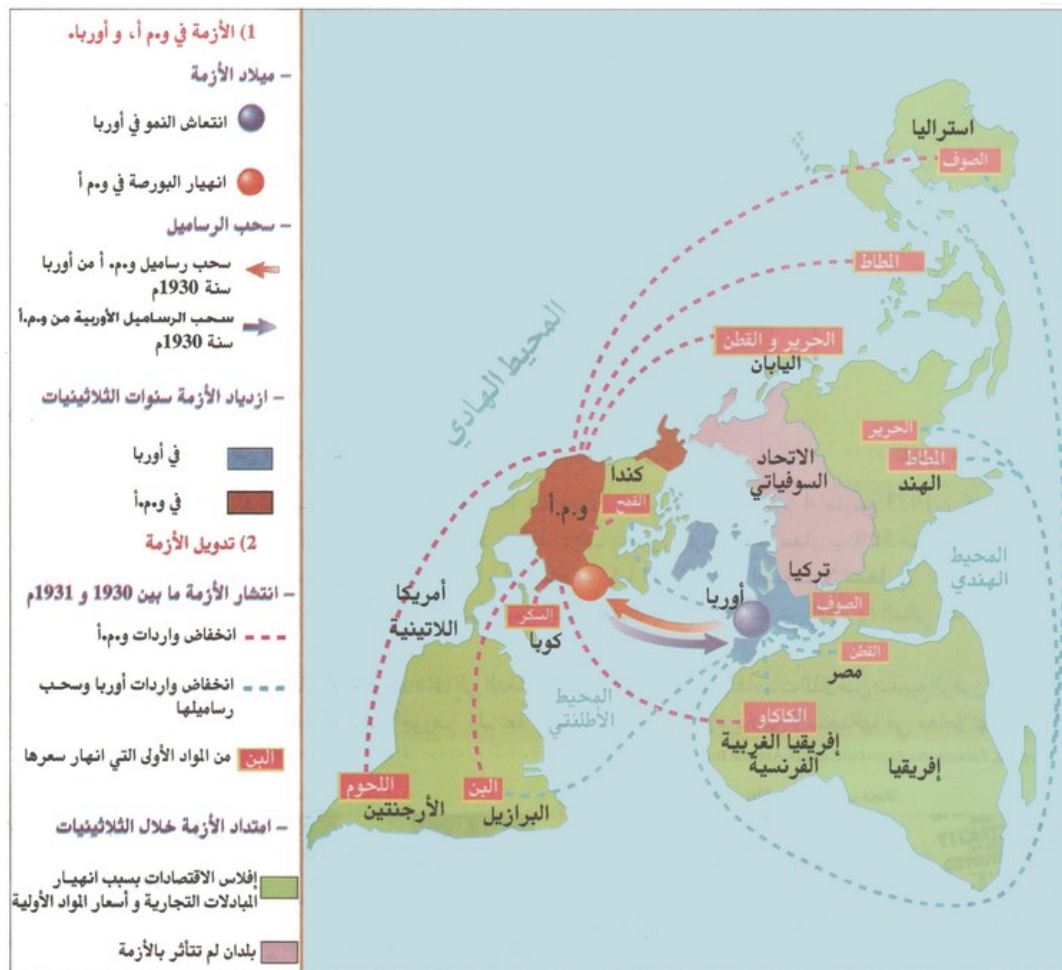 1) الأزمة في و.م أ، و أوربا.
- ميلاد الأزمة
انتعاش النمو في أوربا
انهيار البورصة في و.م أ
- سحب الرساميل
سحب رساميل و.م. أ من أوربا
سنة 1930م
سحب الرساميل الأوربية من و.م.أ
سنة 1930م
- ازدياد الأزمة سنوات الثلاثينيات
في أوربا
في و.م.أ
2) تدويل الأزمة
- انتشار الأزمة ما بين 1930 و 1931م
انخفاض واردات و.م.أ
انخفاض واردات أوربا وسحب
رساميلها
البن
من المواد الأولى التي انهار سعرها
- امتداد الأزمة خلال الثلاثينيات
إفلاس الاقتصادات بسبب انهيار
المبادلات التجارية و أسعار المواد الأولية
بلدان لم تتأثر بالأزمة
استراليا
الصوف
المطاط
الحرير و القطن
اليابان
المحيط الهادي
الحرير
المطاط
الهند
الاتحاد
السوفياتي
كندا
القمح
و.م.أ
المحيط
الهندي
تركيا
الصوف
أوربا
أمريكا
اللاتينية
السكر
كوبا
القطن
مصر
المحيط
الأطلنتي
الكاكاو
إفريقيا الغربية
الفرنسية
إفريقيا
اللحوم
الأرجنتين
البن
البرازيل